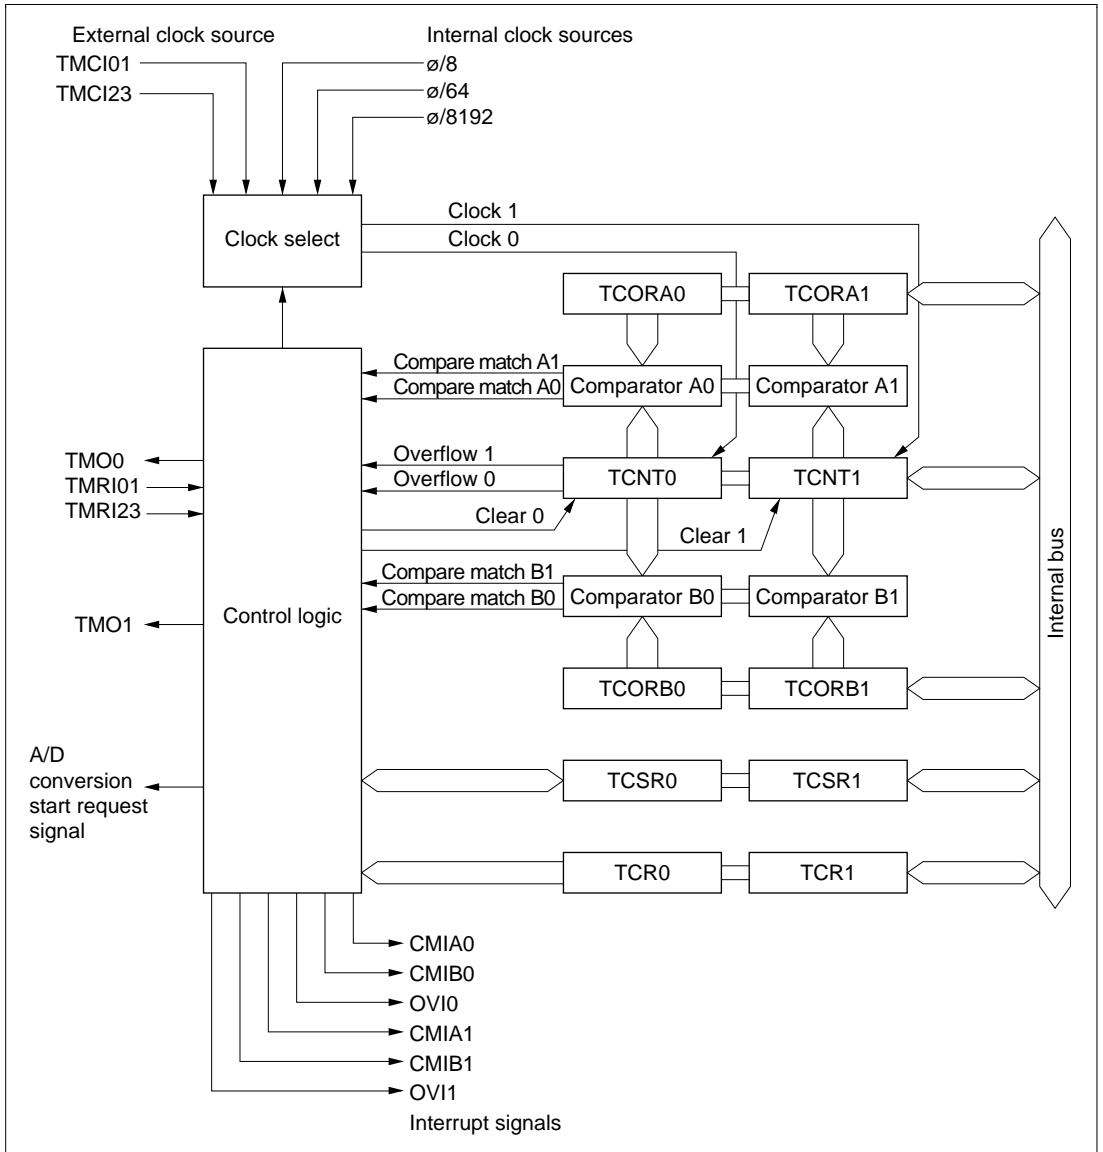 External clock source
Internal clock sources
TMCI01
ø/8
TMCI23
ø/64
ø/8192
Clock select
Clock 1
Clock 0
TCORA0
TCORA1
Compare match A1
Compare match A0
Comparator A0
Comparator A1
TMO0
TMRI01
TMRI23
Overflow 1
Overflow 0
TCNT0
TCNT1
Clear 0
Clear 1
Internal bus
Compare match B1
Compare match B0
Comparator B0
Comparator B1
Control logic
TMO1
TCORB0
TCORB1
A/D
conversion
start request
signal
TCSR0
TCSR1
TCR0
TCR1
CMIA0
CMIB0
OVI0
CMIA1
CMIB1
OVI1
Interrupt signals